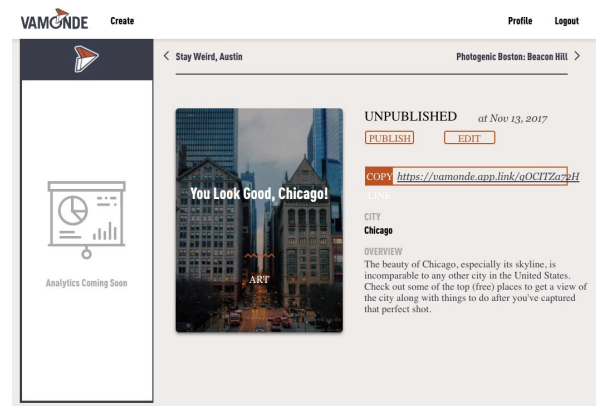 VAMONDE
Create
Profile
Logout
Stay Weird, Austin
Photogenic Boston: Beacon Hill
You Look Good, Chicago!
ART
UNPUBLISHED at Nov 13, 2017
PUBLISH
EDIT
COPY https://vamonde.app.link/gOCITZa72H
LINK
CITY
Chicago
OVERVIEW
The beauty of Chicago, especially its skyline, is
incomparable to any other city in the United States.
Check out some of the top (free) places to get a view of
the city along with things to do after you've captured
that perfect shot.
Analytics Coming Soon